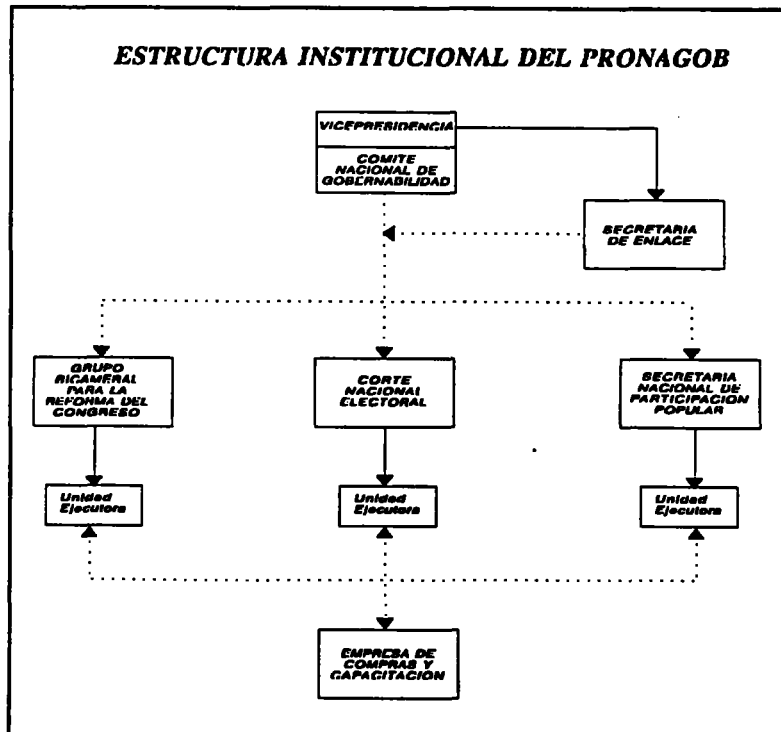 ESTRUCTURA INSTITUCIONAL DEL PRONAGOB
VICEPRESIDENCIA
COMITE
NACIONAL DE
GOBERNABILIDAD
SECRETARIA
DE ENLACE
GRUPO
BICAMERAL
PARA LA
REFORMA DEL
CONGRESO
CORTE
NACIONAL
ELECTORAL
SECRETARIA
NACIONAL DE
PARTICIPACION
POPULAR
Unidad
Ejecutora
Unidad
Ejecutora
Unidad
Ejecutora
EMPRESA DE
COMPRAS Y
CAPACITACION